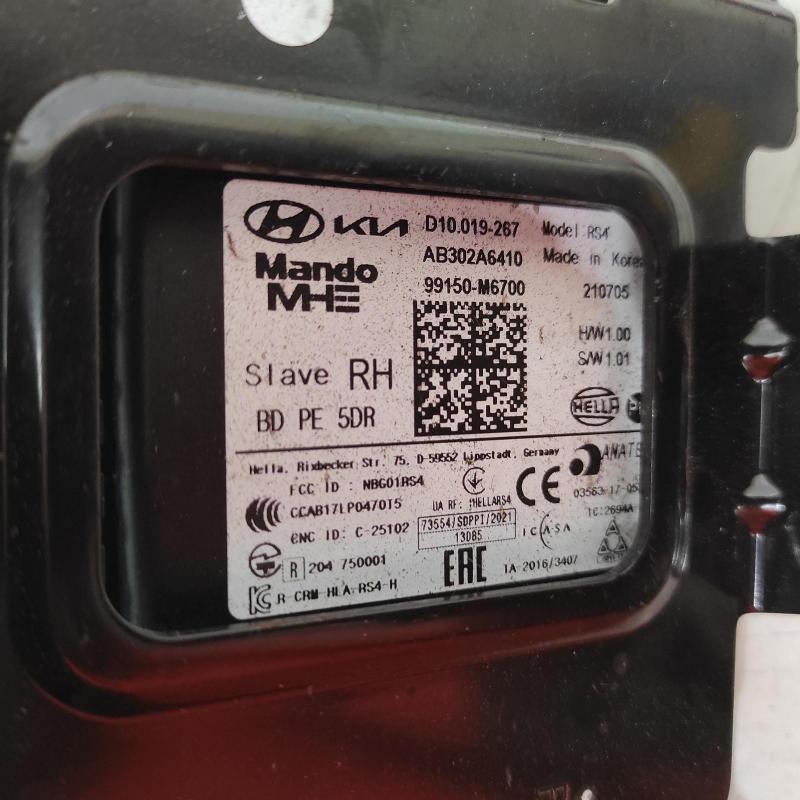 KIA D10.019-267 Model:RS4
Mando AB302A6410 Made in Kore
MHE 99150-M6700 210705
H/W1.00
S/W1.01
Slave RH
HELLA
BD PE 5DR
Hella, Rixbecker Str. 75, D-59552 Lippstadt, Germany
FCC ID : NBG01RS4
CE
ANATE
CCAB17LP0470T5
UA RF: 1HELLARS4
03563-17-05
CNC ID: C-25102
73554/SDPPI/2021
13085
ICASA
IC:2694A
R 204 750001
EAC
TA-2016/3407
R-CRM-HLA-RS4-H